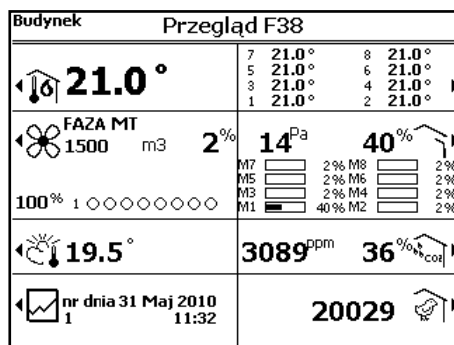 Budynek
Przegląd F38
21.0°
7 21.0° 8 21.0°
5 21.0° 6 21.0°
3 21.0° 4 21.0°
1 21.0° 2 21.0°
FAZA MT
1500 m3 2%
100% 1
14Pa 40%
M7 2% M8 2%
M5 2% M6 2%
M3 2% M4 2%
M1 40% M2 2%
19.5°
3089ppm 36% CO2
nr dnia 31 Maj 2010
1 11:32
20029